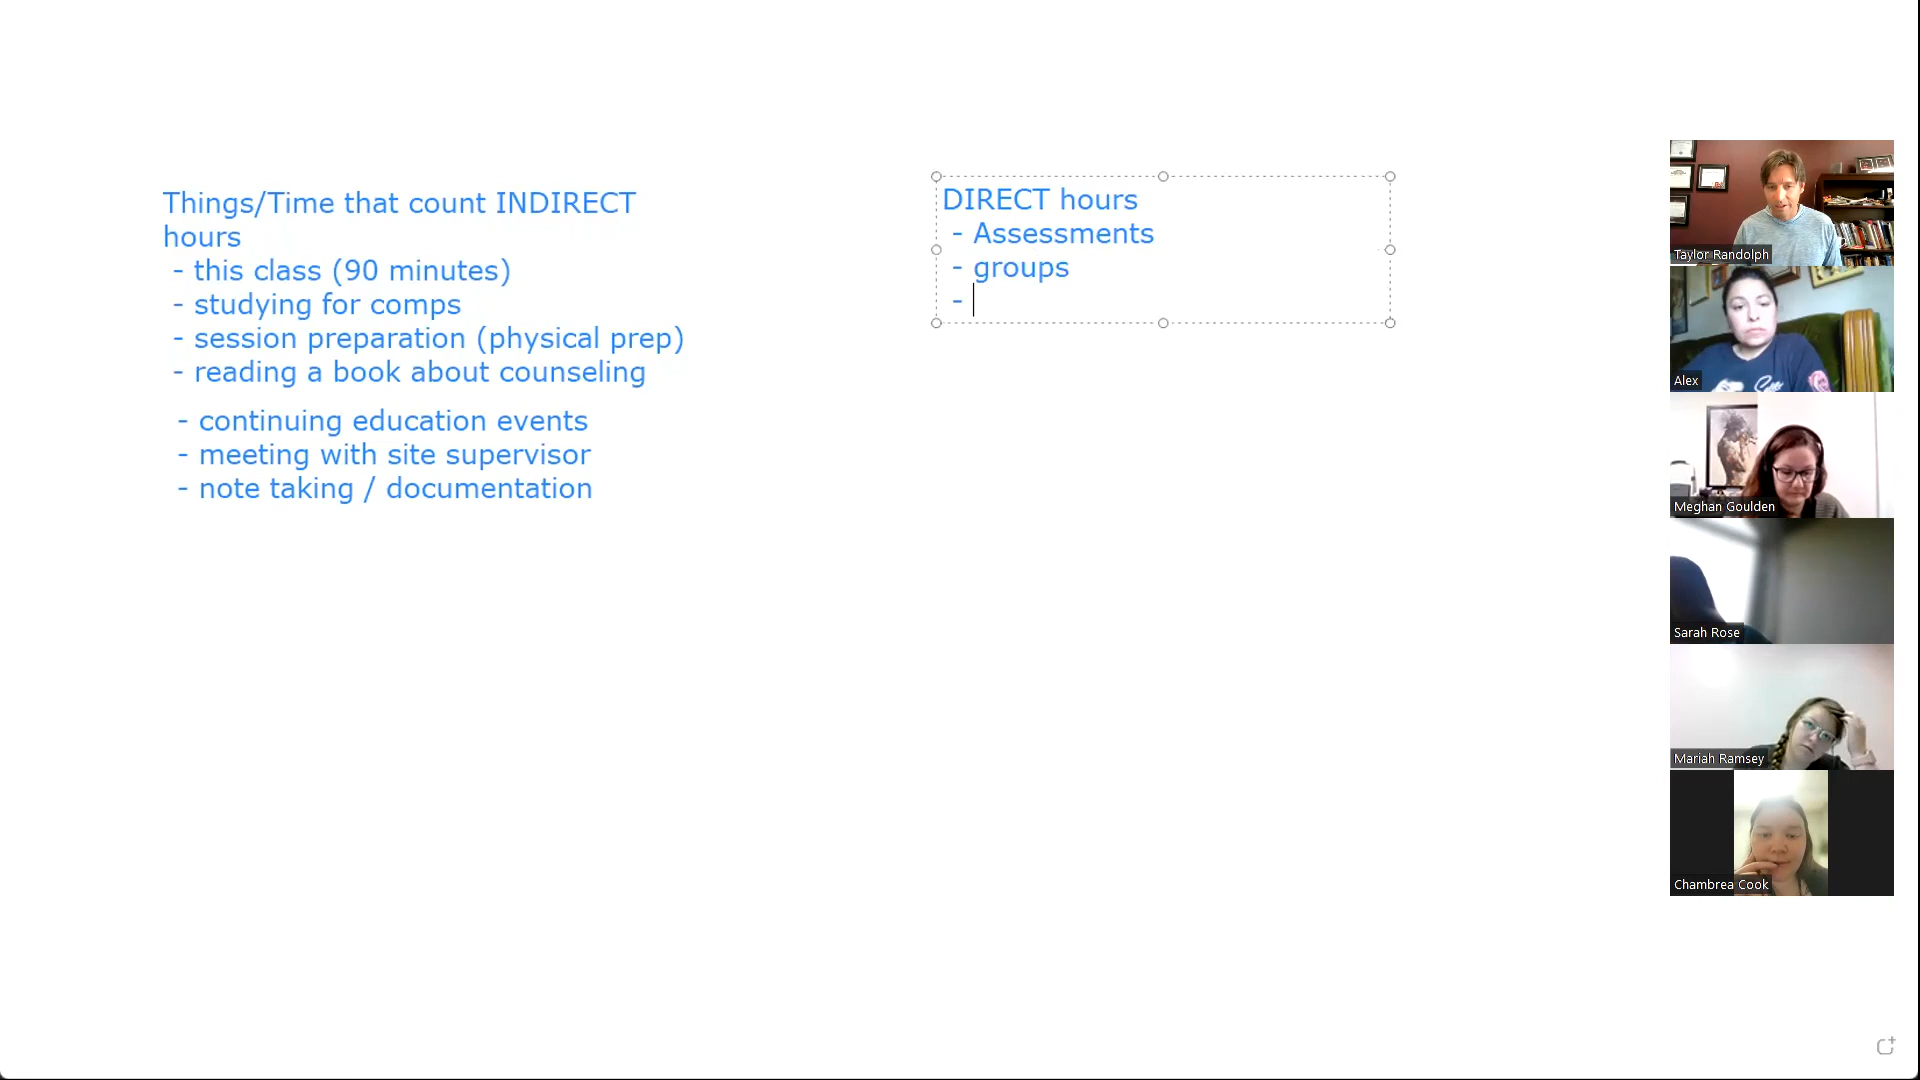 Things/Time that count INDIRECT
hours
- this class (90 minutes)
- studying for comps
- session preparation (physical prep)
- reading a book about counseling
- continuing education events
- meeting with site supervisor
- note taking / documentation
DIRECT hours
- Assessments
- groups
-
Taylor Randolph
Alex
Meghan Goulden
Sarah Rose
Mariah Ramsey
Chambrea Cook